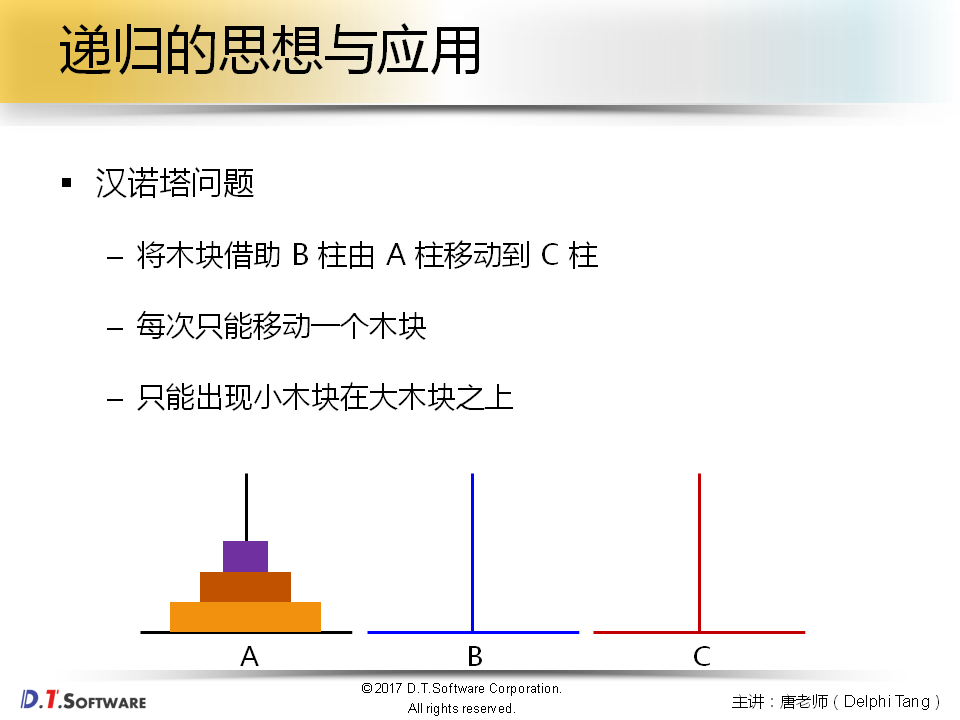 递归的思想与应用
▪ 汉诺塔问题
– 将木块借助 B 柱由 A 柱移动到 C 柱
– 每次只能移动一个木块
– 只能出现小木块在大木块之上
A B C
D.T.SOFTWARE
©2017 D.T.Software Corporation.
All rights reserved.
主讲：唐老师（Delphi Tang）